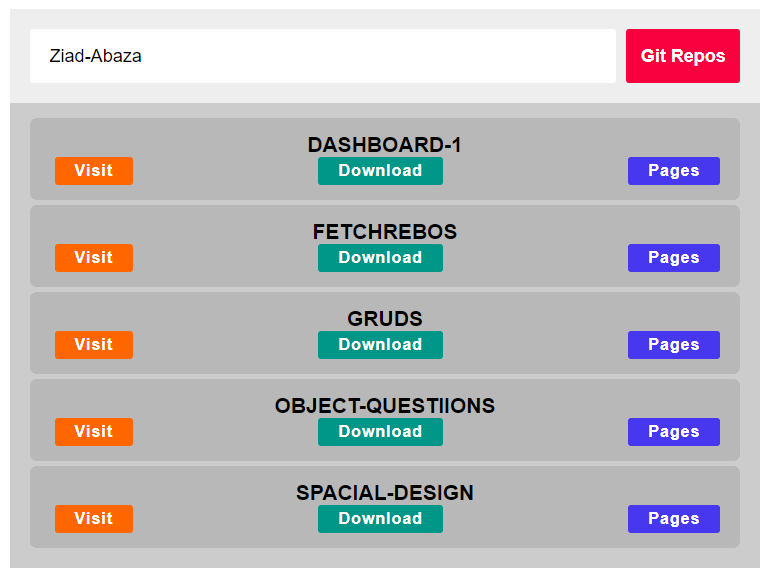 Ziad-Abaza Git Repos
DASHBOARD-1
Visit Download Pages
FETCHREBOS
Visit Download Pages
GRUDS
Visit Download Pages
OBJECT-QUESTIIONS
Visit Download Pages
SPACIAL-DESIGN
Visit Download Pages